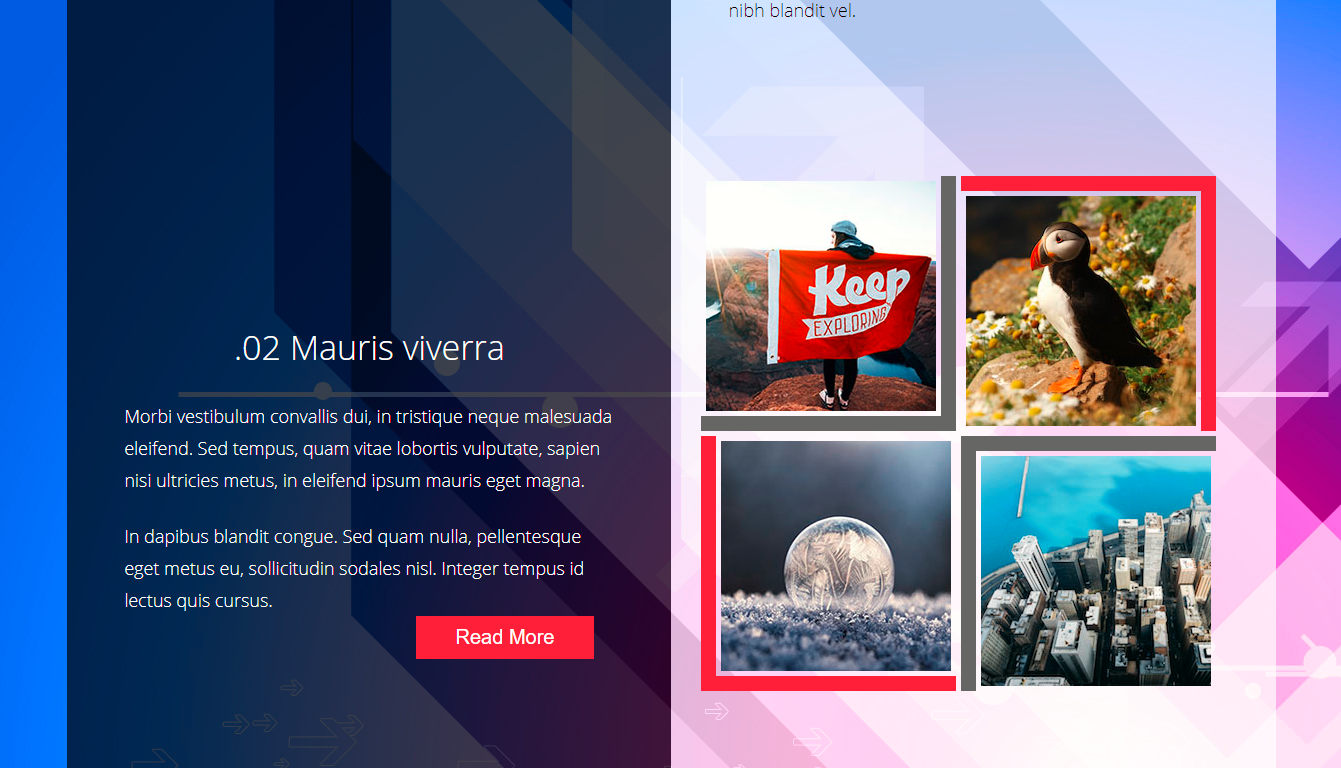 nibh blandit vel.
.02 Mauris viverra
Morbi vestibulum convallis dui, in tristique neque malesuada
eleifend. Sed tempus, quam vitae lobortis vulputate, sapien
nisi ultricies metus, in eleifend ipsum mauris eget magna.
In dapibus blandit congue. Sed quam nulla, pellentesque
eget metus eu, sollicitudin sodales nisl. Integer tempus id
lectus quis cursus.
Read More
Keep
EXPLORING